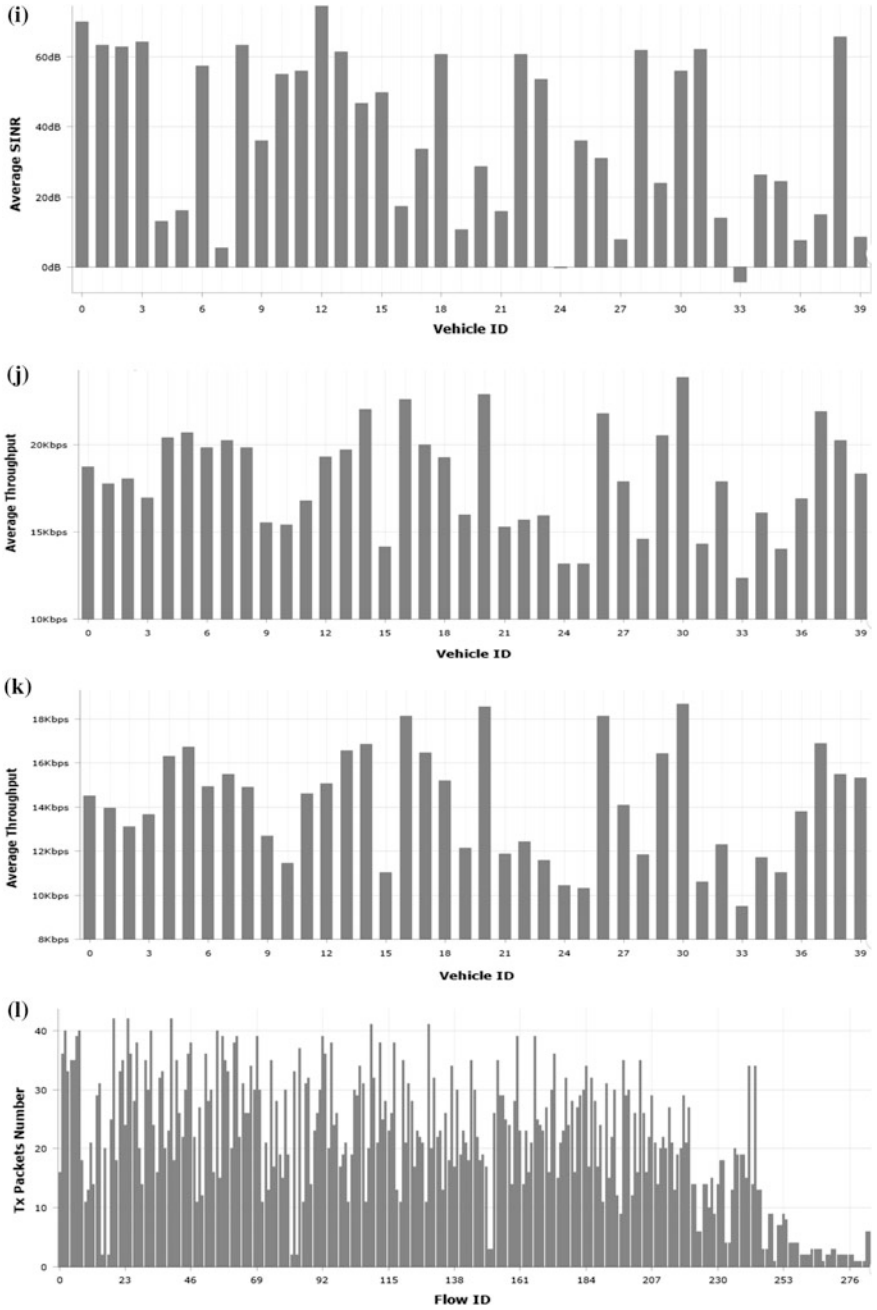 (i)
60dB
40dB
20dB
0dB
Average SINR
0 3 6 9 12 15 18 21 24 27 30 33 36 39
Vehicle ID
(j)
20Kbps
15Kbps
10Kbps
Average Throughput
0 3 6 9 12 15 18 21 24 27 30 33 36 39
Vehicle ID
(k)
18Kbps
16Kbps
14Kbps
12Kbps
10Kbps
8Kbps
Average Throughput
0 3 6 9 12 15 18 21 24 27 30 33 36 39
Vehicle ID
(l)
40
30
20
10
0
Tx Packets Number
0 23 46 69 92 115 138 161 184 207 230 253 276
Flow ID